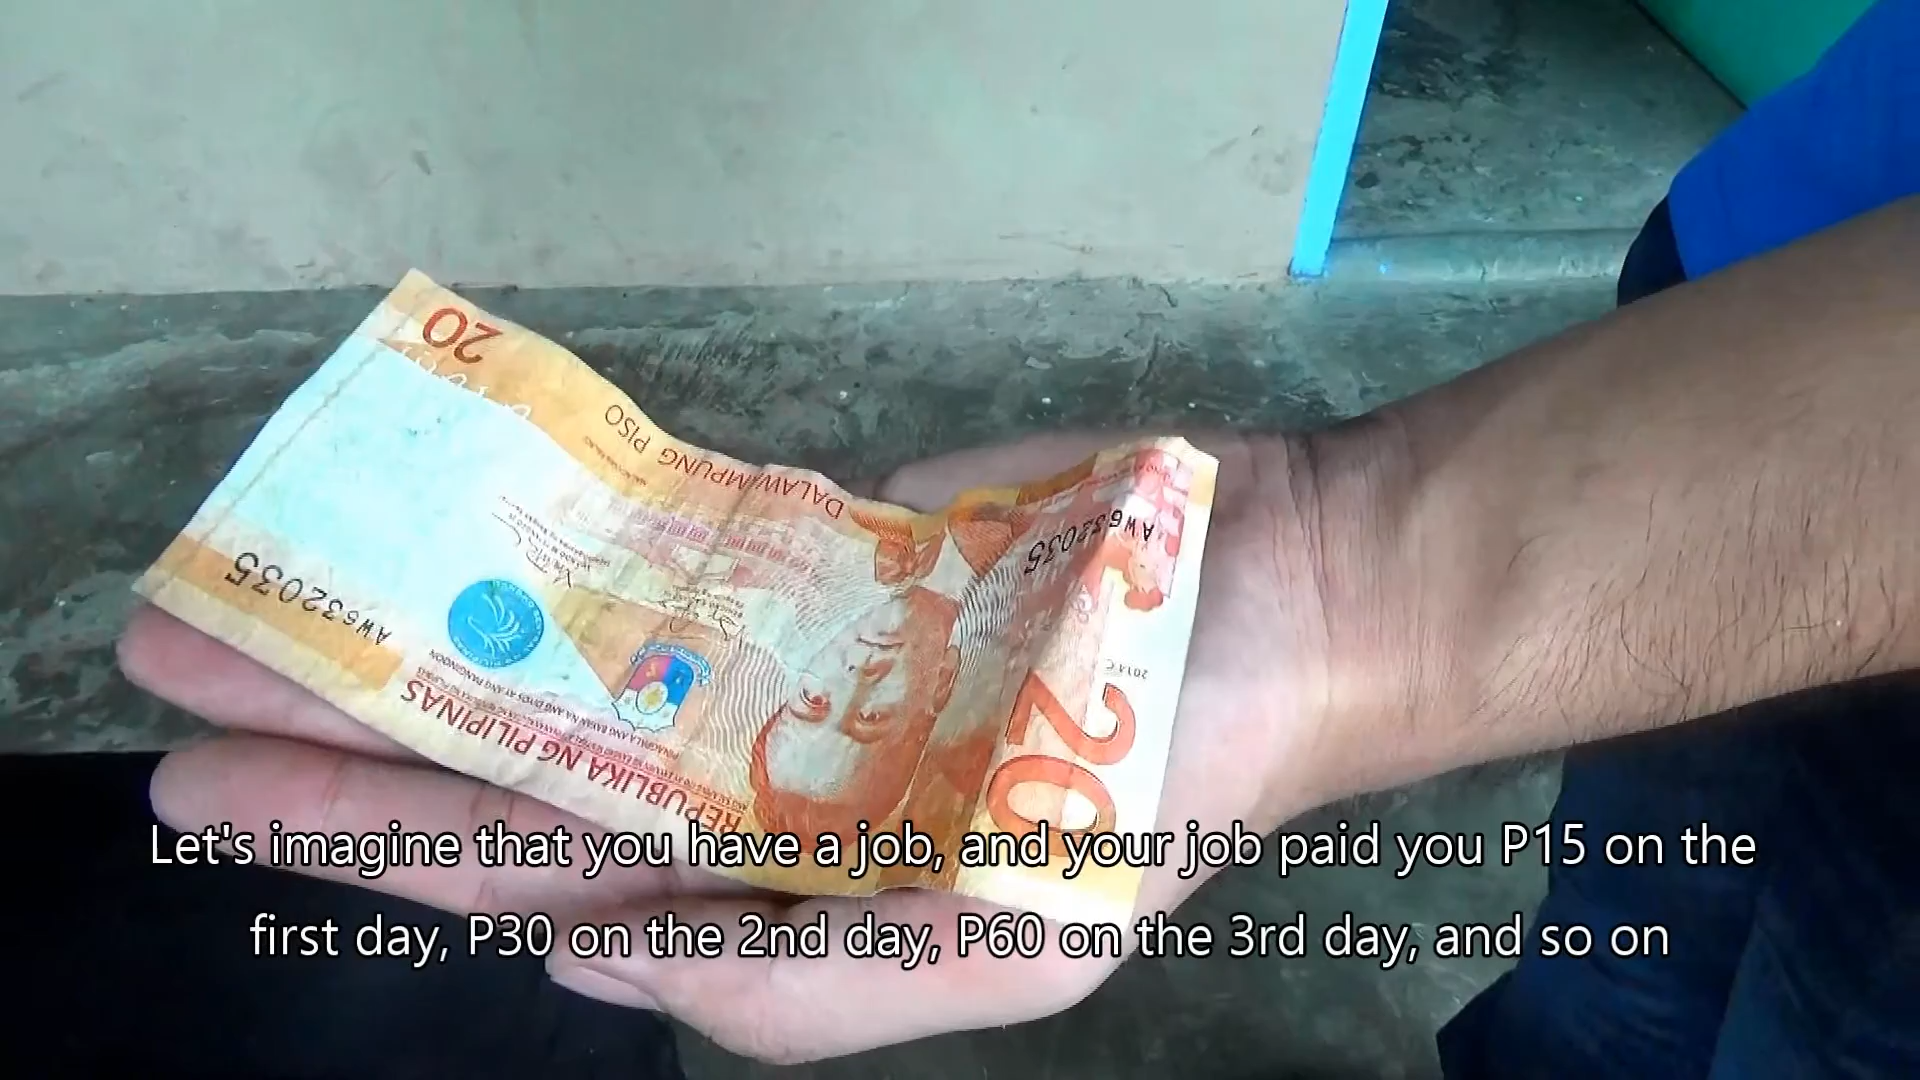 20
DALAWAMPUNG PISO
AW632035
AW632035
2014 C
REPUBLIKA NG PILIPINAS
20
Let's imagine that you have a job, and your job paid you P15 on the
first day, P30 on the 2nd day, P60 on the 3rd day, and so on